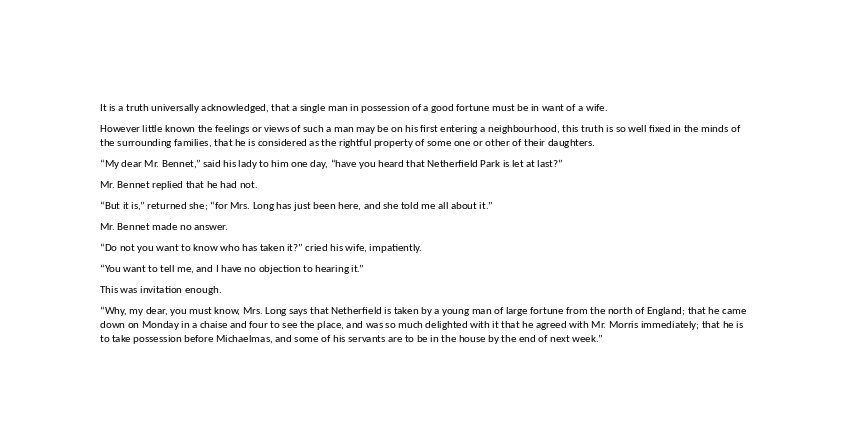 It is a truth universally acknowledged, that a single man in possession of a good fortune must be in want of a wife.
However little known the feelings or views of such a man may be on his first entering a neighbourhood, this truth is so well fixed in the minds of
the surrounding families, that he is considered as the rightful property of some one or other of their daughters.
“My dear Mr. Bennet,” said his lady to him one day, “have you heard that Netherfield Park is let at last?”
Mr. Bennet replied that he had not.
“But it is,” returned she; “for Mrs. Long has just been here, and she told me all about it.”
Mr. Bennet made no answer.
“Do not you want to know who has taken it?” cried his wife, impatiently.
“You want to tell me, and I have no objection to hearing it.”
This was invitation enough.
“Why, my dear, you must know, Mrs. Long says that Netherfield is taken by a young man of large fortune from the north of England; that he came
down on Monday in a chaise and four to see the place, and was so much delighted with it that he agreed with Mr. Morris immediately; that he is
to take possession before Michaelmas, and some of his servants are to be in the house by the end of next week.”